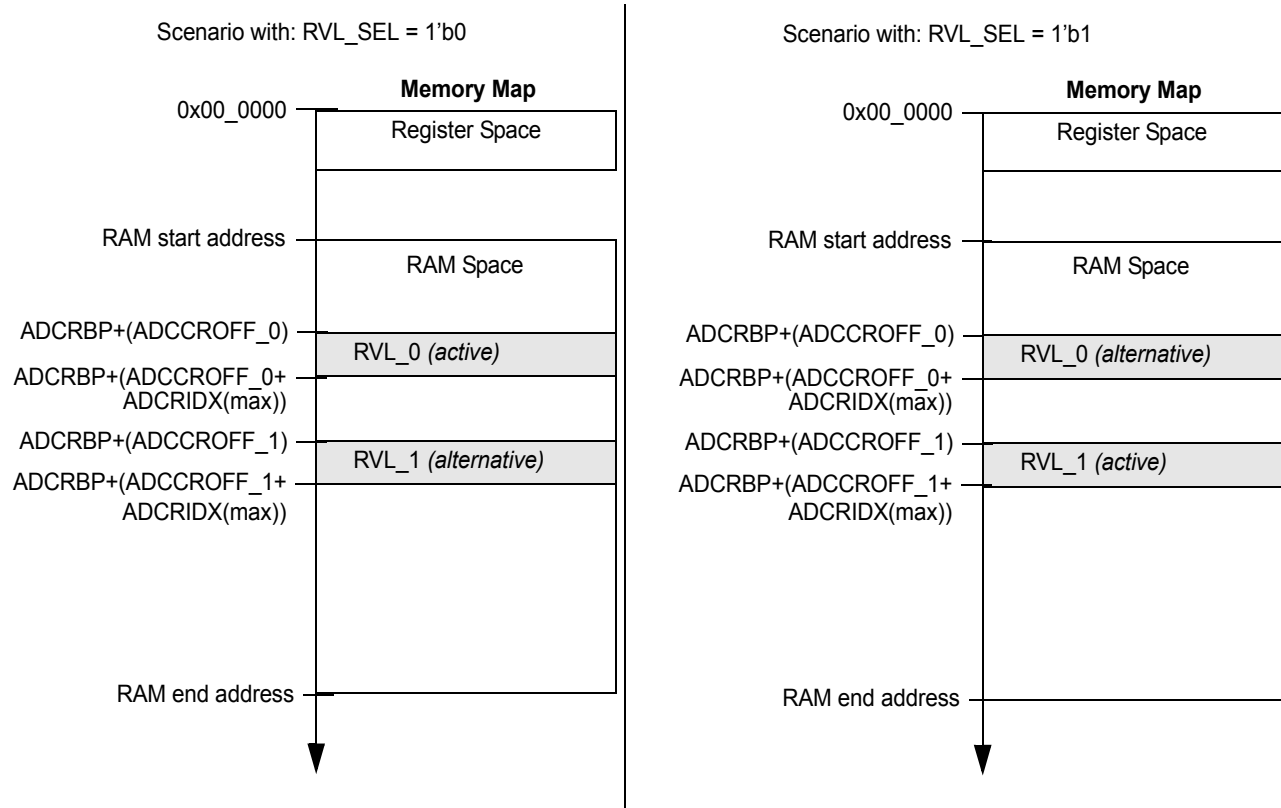 Scenario with: RVL_SEL = 1’b0
Memory Map
0x00_0000
Register Space
RAM start address
RAM Space
ADCRBP+(ADCCROFF_0)
RVL_0 (active)
ADCRBP+(ADCCROFF_0+
ADCRIDX(max))
ADCRBP+(ADCCROFF_1)
RVL_1 (alternative)
ADCRBP+(ADCCROFF_1+
ADCRIDX(max))
RAM end address
Scenario with: RVL_SEL = 1’b1
Memory Map
0x00_0000
Register Space
RAM start address
RAM Space
ADCRBP+(ADCCROFF_0)
RVL_0 (alternative)
ADCRBP+(ADCCROFF_0+
ADCRIDX(max))
ADCRBP+(ADCCROFF_1)
RVL_1 (active)
ADCRBP+(ADCCROFF_1+
ADCRIDX(max))
RAM end address